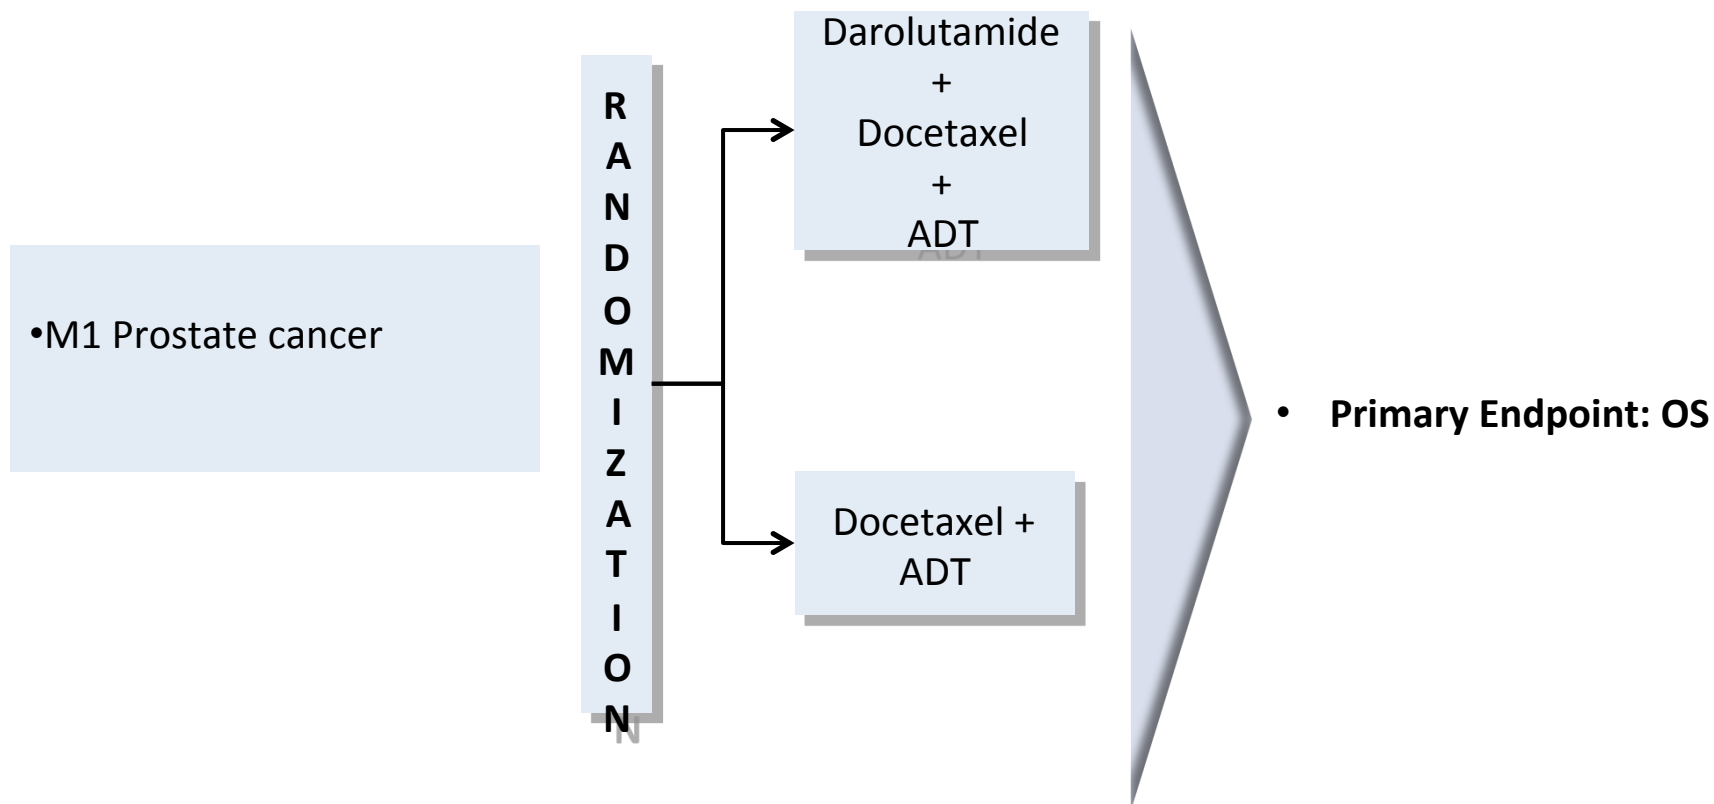 •M1 Prostate cancer
R
A
N
D
O
M
I
Z
A
T
I
O
N
Darolutamide
+
Docetaxel
+
ADT
Docetaxel +
ADT
• Primary Endpoint: OS